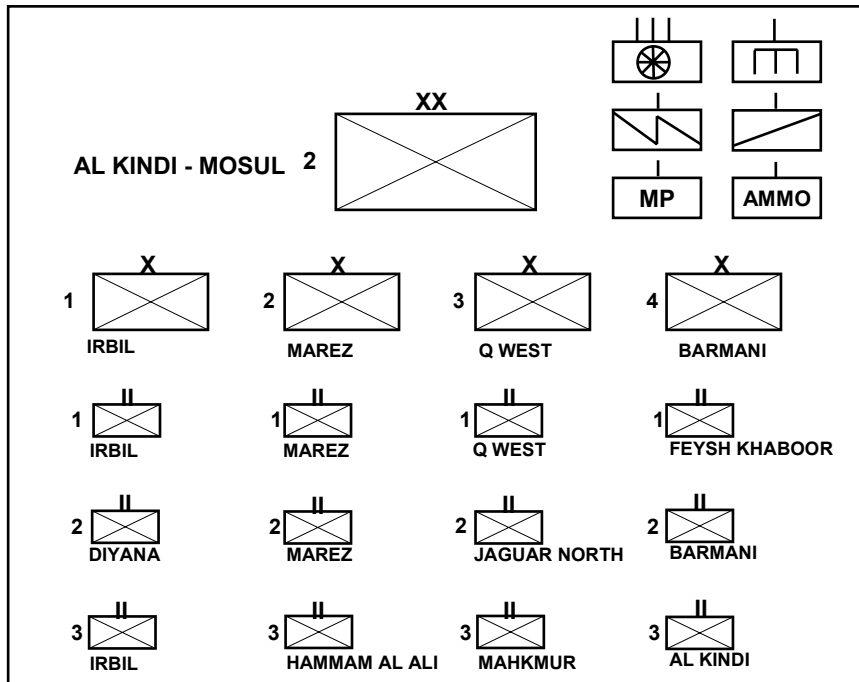 XX
AL KINDI - MOSUL 2
MP AMMO
X X X X
1 2 3 4
IRBIL MAREZ Q WEST BARMANI
II II II II
1 1 1 1
IRBIL MAREZ Q WEST FEYSH KHABOOR
II II II II
2 2 2 2
DIYANA MAREZ JAGUAR NORTH BARMANI
II II II II
3 3 3 3
IRBIL HAMMAM AL ALI MAHKMUR AL KINDI